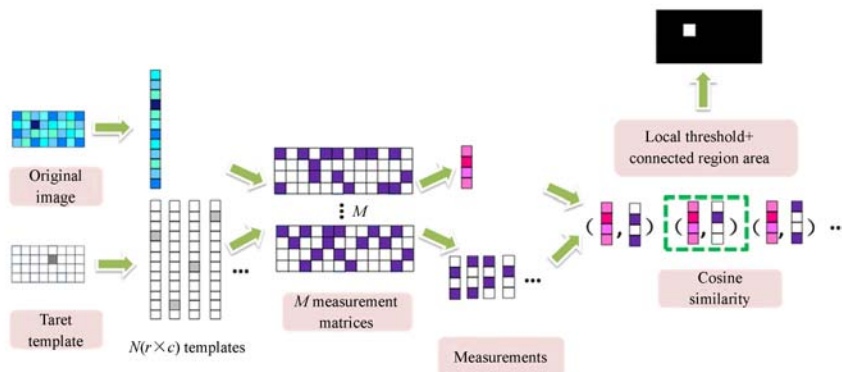 Original
image
Taret
template
N(r×c) templates
M
M measurement
matrices
Measurements
Local threshold+
connected region area
( , ) ( , ) ( , ) ...
Cosine
similarity